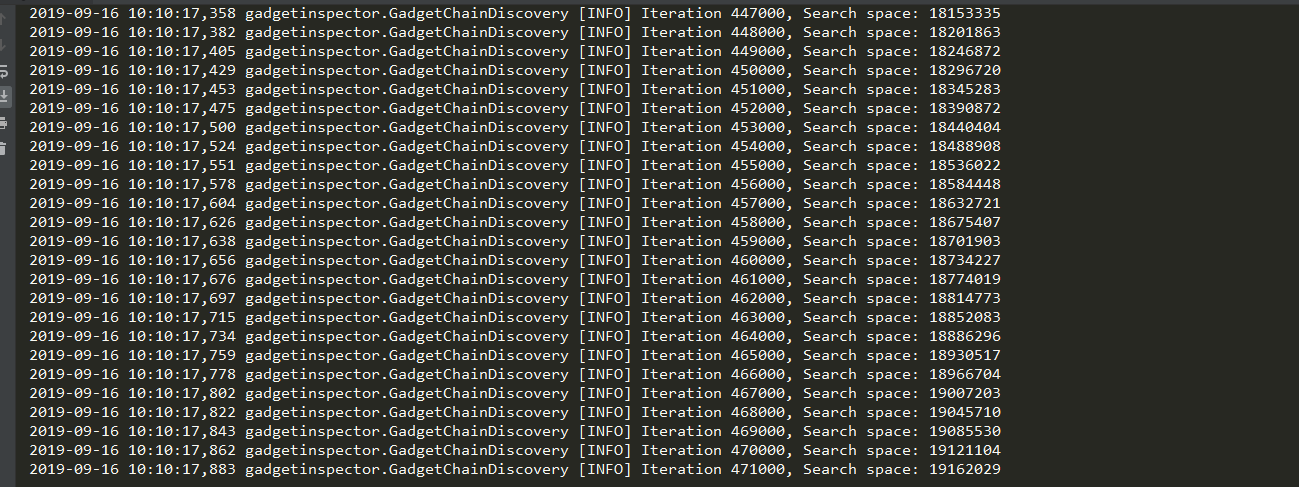 2019-09-16 10:10:17,358 gadgetinspector.GadgetChainDiscovery [INFO] Iteration 447000, Search space: 18153335
2019-09-16 10:10:17,382 gadgetinspector.GadgetChainDiscovery [INFO] Iteration 448000, Search space: 18201863
2019-09-16 10:10:17,405 gadgetinspector.GadgetChainDiscovery [INFO] Iteration 449000, Search space: 18246872
2019-09-16 10:10:17,429 gadgetinspector.GadgetChainDiscovery [INFO] Iteration 450000, Search space: 18296720
2019-09-16 10:10:17,453 gadgetinspector.GadgetChainDiscovery [INFO] Iteration 451000, Search space: 18345283
2019-09-16 10:10:17,475 gadgetinspector.GadgetChainDiscovery [INFO] Iteration 452000, Search space: 18390872
2019-09-16 10:10:17,500 gadgetinspector.GadgetChainDiscovery [INFO] Iteration 453000, Search space: 18440404
2019-09-16 10:10:17,524 gadgetinspector.GadgetChainDiscovery [INFO] Iteration 454000, Search space: 18488908
2019-09-16 10:10:17,551 gadgetinspector.GadgetChainDiscovery [INFO] Iteration 455000, Search space: 18536022
2019-09-16 10:10:17,578 gadgetinspector.GadgetChainDiscovery [INFO] Iteration 456000, Search space: 18584448
2019-09-16 10:10:17,604 gadgetinspector.GadgetChainDiscovery [INFO] Iteration 457000, Search space: 18632721
2019-09-16 10:10:17,626 gadgetinspector.GadgetChainDiscovery [INFO] Iteration 458000, Search space: 18675407
2019-09-16 10:10:17,638 gadgetinspector.GadgetChainDiscovery [INFO] Iteration 459000, Search space: 18701903
2019-09-16 10:10:17,656 gadgetinspector.GadgetChainDiscovery [INFO] Iteration 460000, Search space: 18734227
2019-09-16 10:10:17,676 gadgetinspector.GadgetChainDiscovery [INFO] Iteration 461000, Search space: 18774019
2019-09-16 10:10:17,697 gadgetinspector.GadgetChainDiscovery [INFO] Iteration 462000, Search space: 18814773
2019-09-16 10:10:17,715 gadgetinspector.GadgetChainDiscovery [INFO] Iteration 463000, Search space: 18852083
2019-09-16 10:10:17,734 gadgetinspector.GadgetChainDiscovery [INFO] Iteration 464000, Search space: 18886296
2019-09-16 10:10:17,759 gadgetinspector.GadgetChainDiscovery [INFO] Iteration 465000, Search space: 18930517
2019-09-16 10:10:17,778 gadgetinspector.GadgetChainDiscovery [INFO] Iteration 466000, Search space: 18966704
2019-09-16 10:10:17,802 gadgetinspector.GadgetChainDiscovery [INFO] Iteration 467000, Search space: 19007203
2019-09-16 10:10:17,822 gadgetinspector.GadgetChainDiscovery [INFO] Iteration 468000, Search space: 19045710
2019-09-16 10:10:17,843 gadgetinspector.GadgetChainDiscovery [INFO] Iteration 469000, Search space: 19085530
2019-09-16 10:10:17,862 gadgetinspector.GadgetChainDiscovery [INFO] Iteration 470000, Search space: 19121104
2019-09-16 10:10:17,883 gadgetinspector.GadgetChainDiscovery [INFO] Iteration 471000, Search space: 19162029